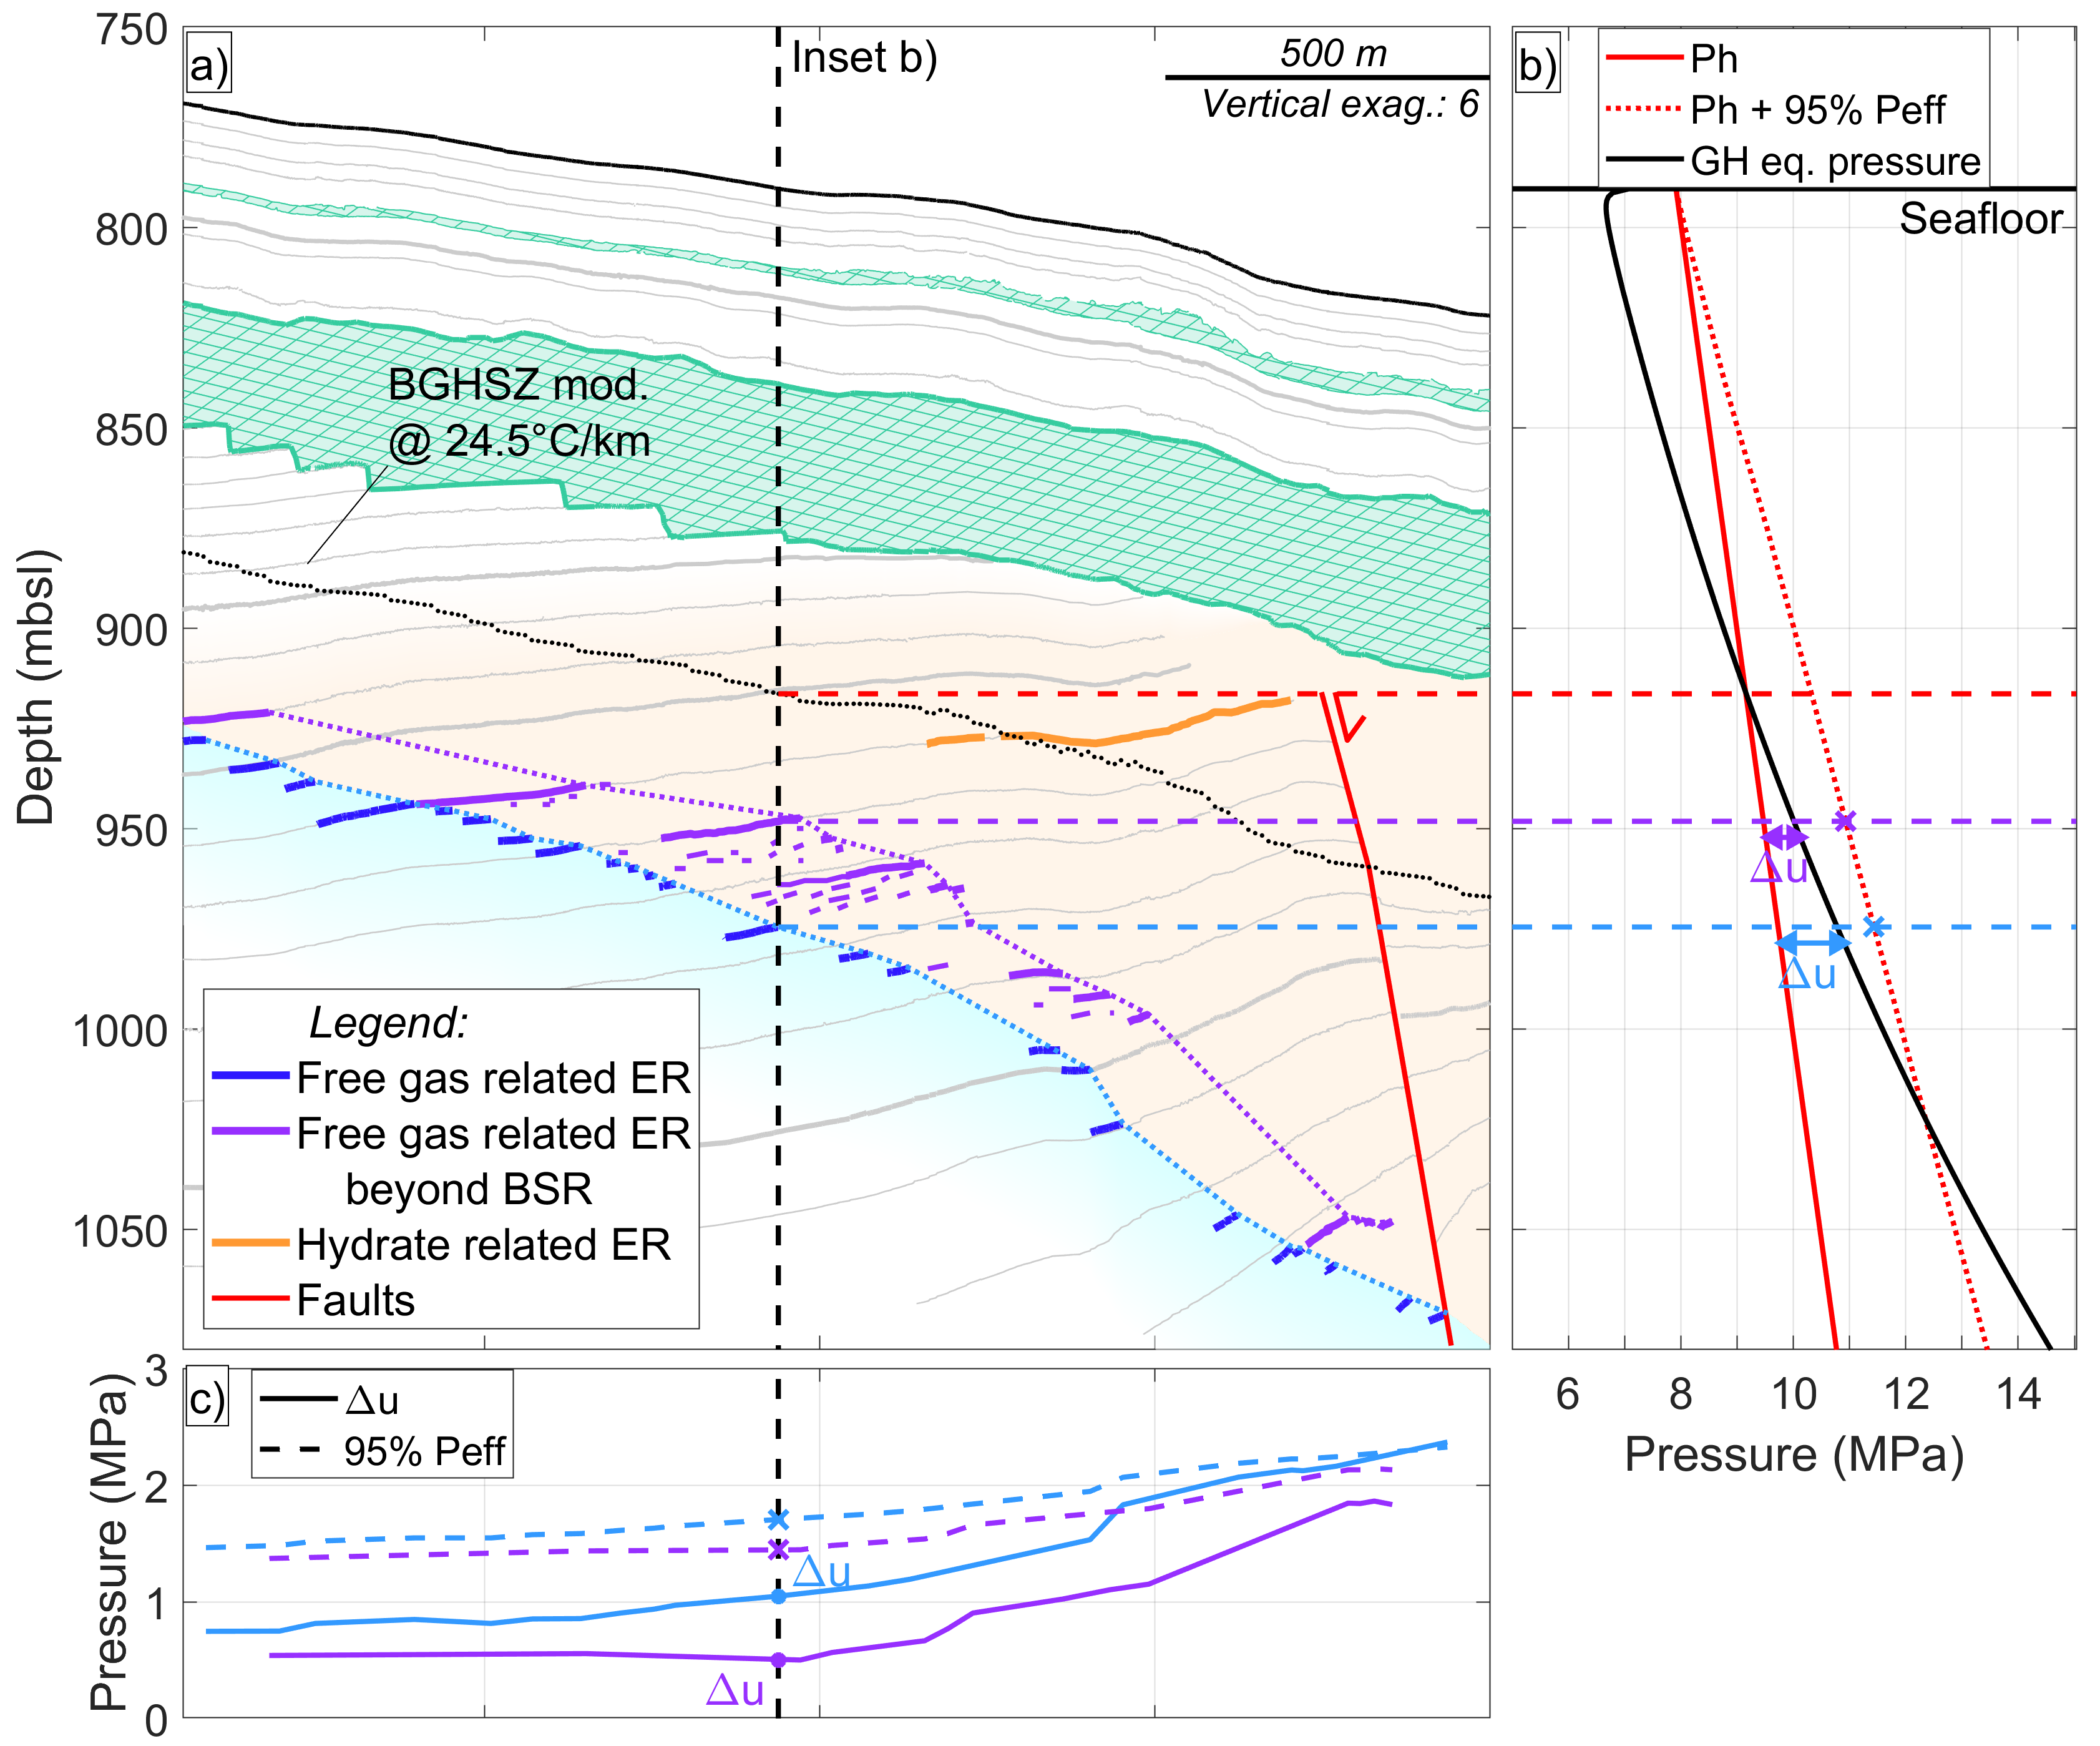 a)
Inset b)
500 m
Vertical exag.: 6
750
800
850
900
950
1000
1050
Depth (mbsl)
BGHSZ mod.
@ 24.5°C/km
Legend:
Free gas related ER
Free gas related ER
beyond BSR
Hydrate related ER
Faults
b)
Ph
Ph + 95% Peff
GH eq. pressure
Seafloor
Δu
Δu
6
8
10
12
14
Pressure (MPa)
c)
Δu
95% Peff
3
2
1
0
Pressure (MPa)
Δu
Δu